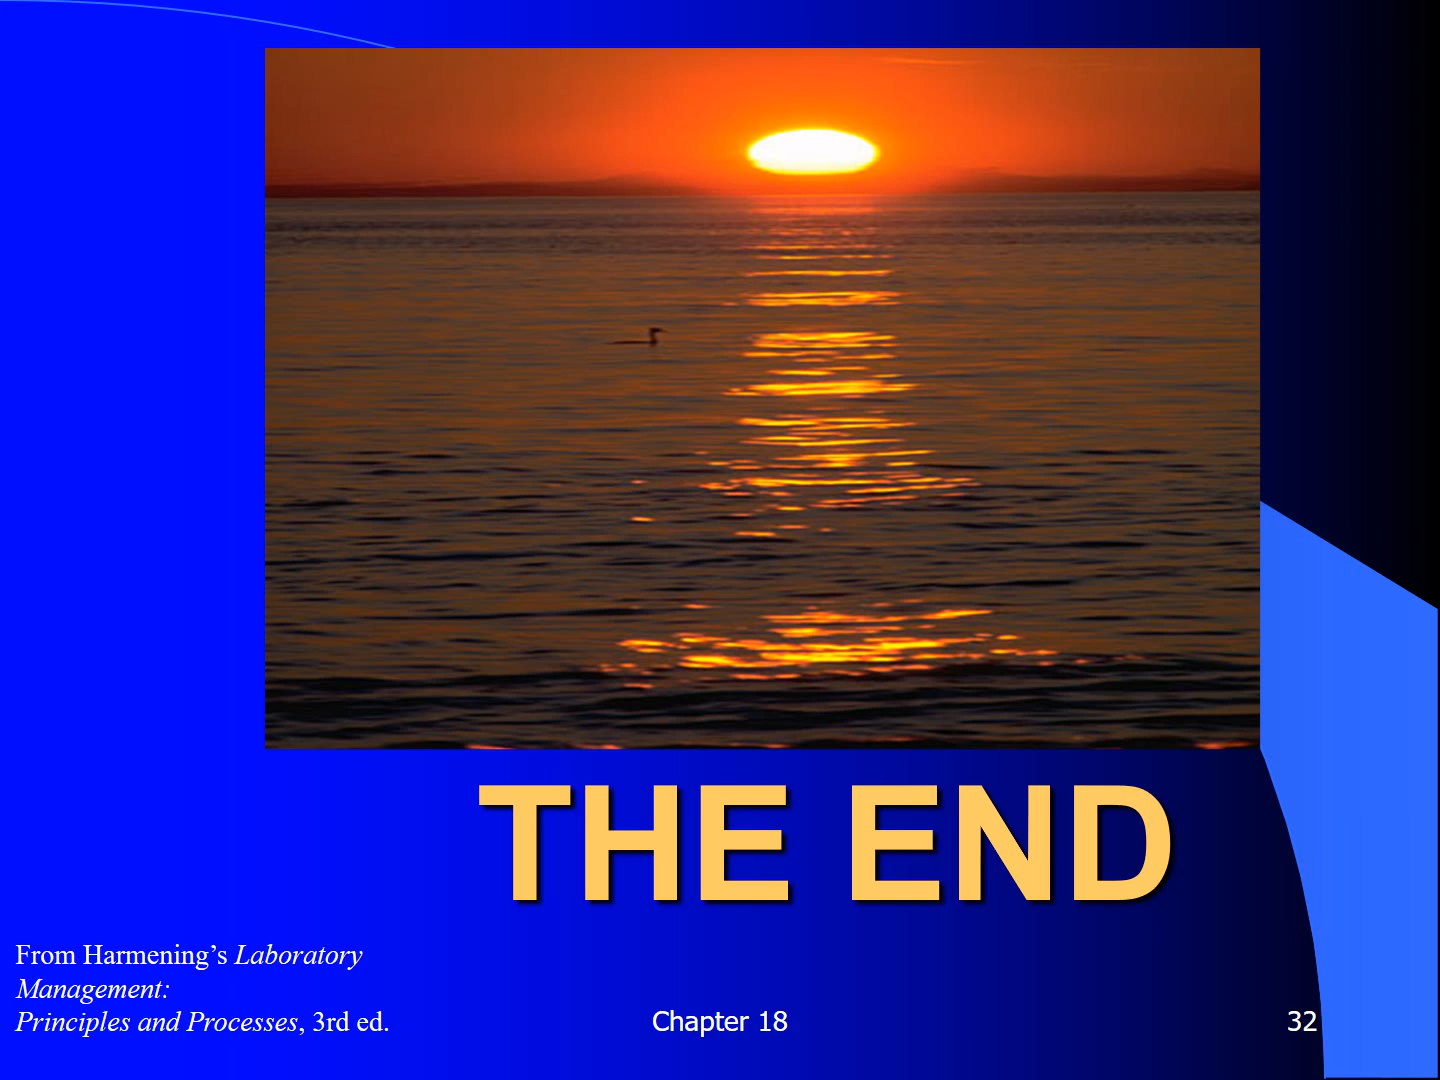 THE END
From Harmening’s Laboratory
Management:
Principles and Processes, 3rd ed.
Chapter 18
32